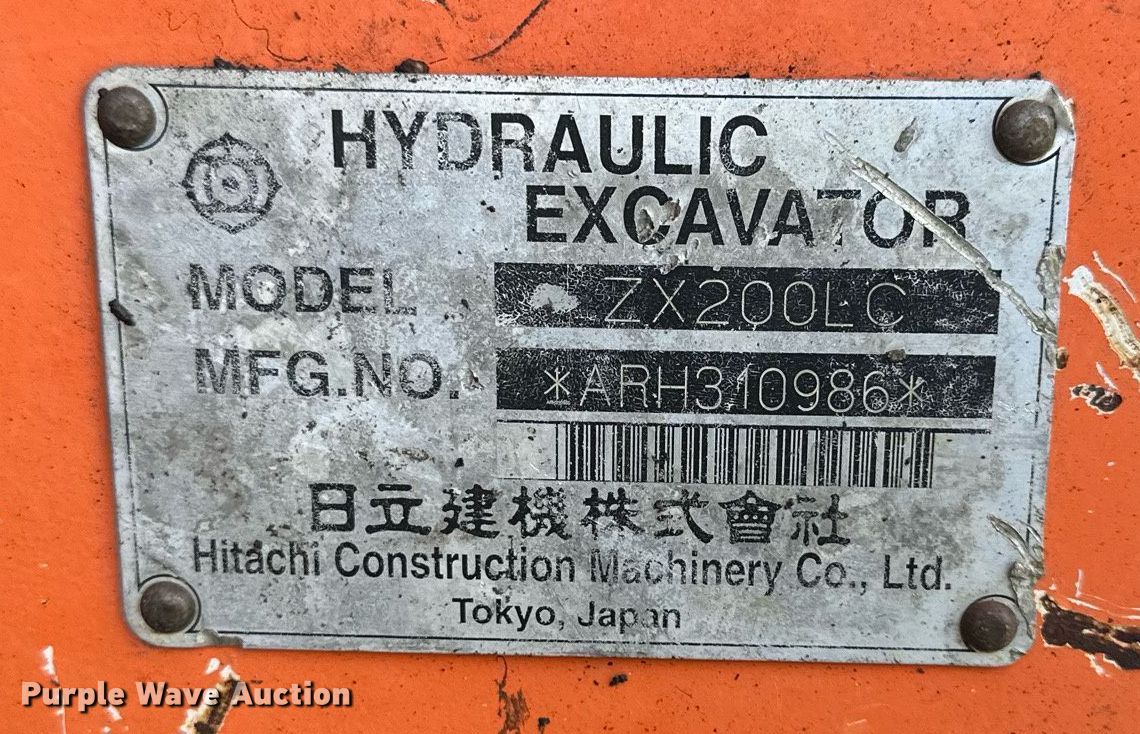 HYDRAULIC
EXCAVATOR
MODEL ZX200LC
MFG.NO. *ARH310986*
日立建機株式會社
Hitachi Construction Machinery Co., Ltd.
Tokyo, Japan
Purple Wave Auction